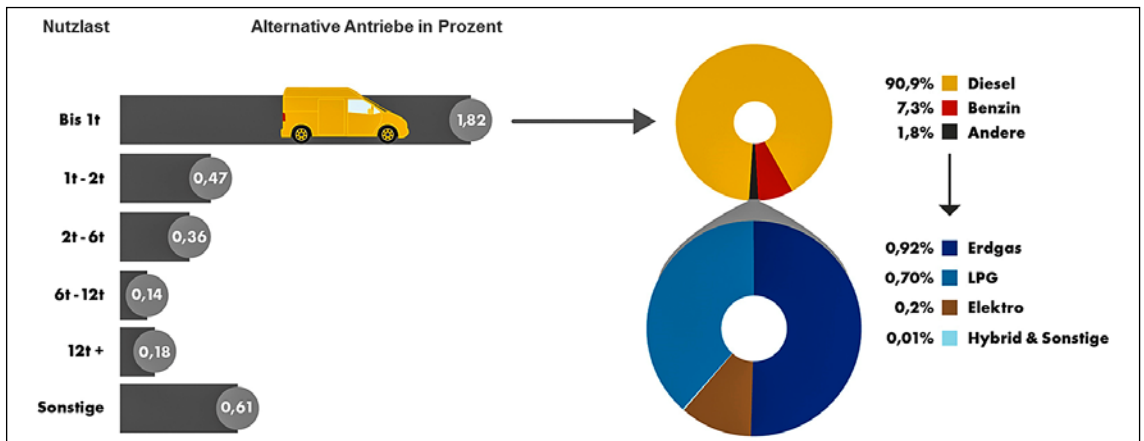 Nutzlast
Alternative Antriebe in Prozent
Bis 1t
1,82
1t - 2t
0,47
2t - 6t
0,36
6t - 12t
0,14
12t +
0,18
Sonstige
0,61
90,9% Diesel
7,3% Benzin
1,8% Andere
0,92% Erdgas
0,70% LPG
0,2% Elektro
0,01% Hybrid & Sonstige